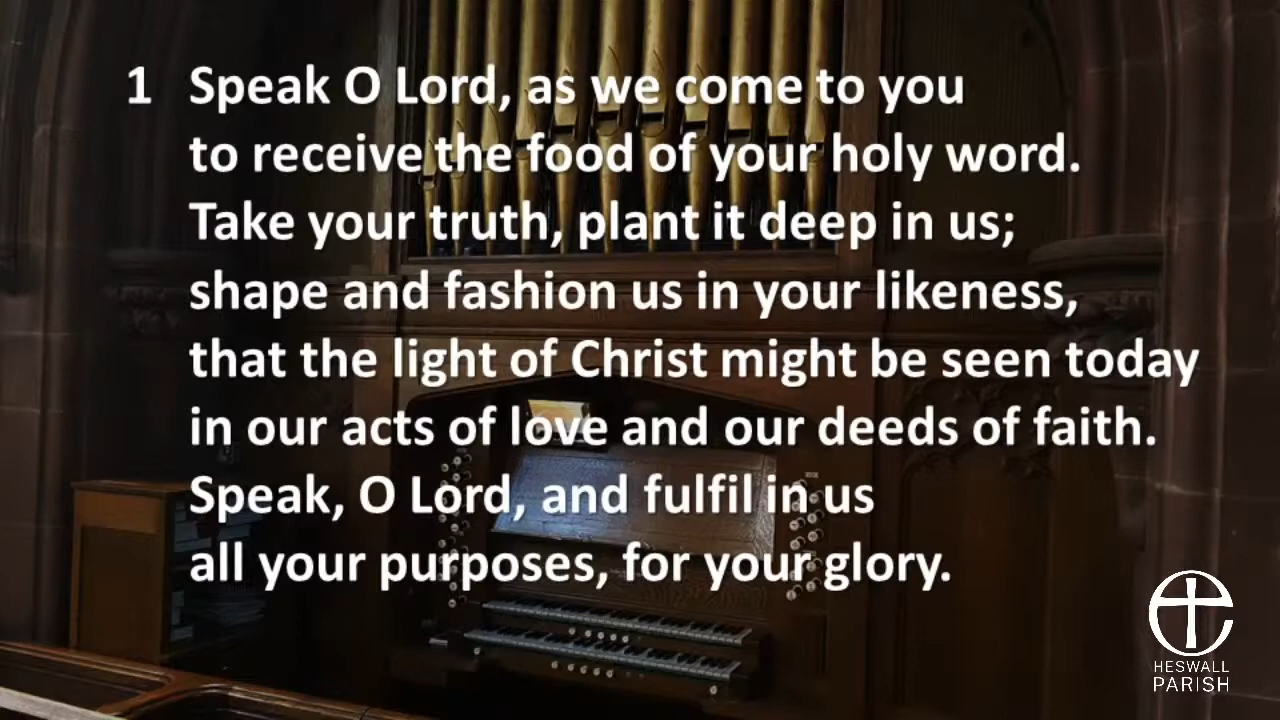 1 Speak O Lord, as we come to you
to receive the food of your holy word.
Take your truth, plant it deep in us;
shape and fashion us in your likeness,
that the light of Christ might be seen today
in our acts of love and our deeds of faith.
Speak, O Lord, and fulfil in us
all your purposes, for your glory.
HESWALL
PARISH